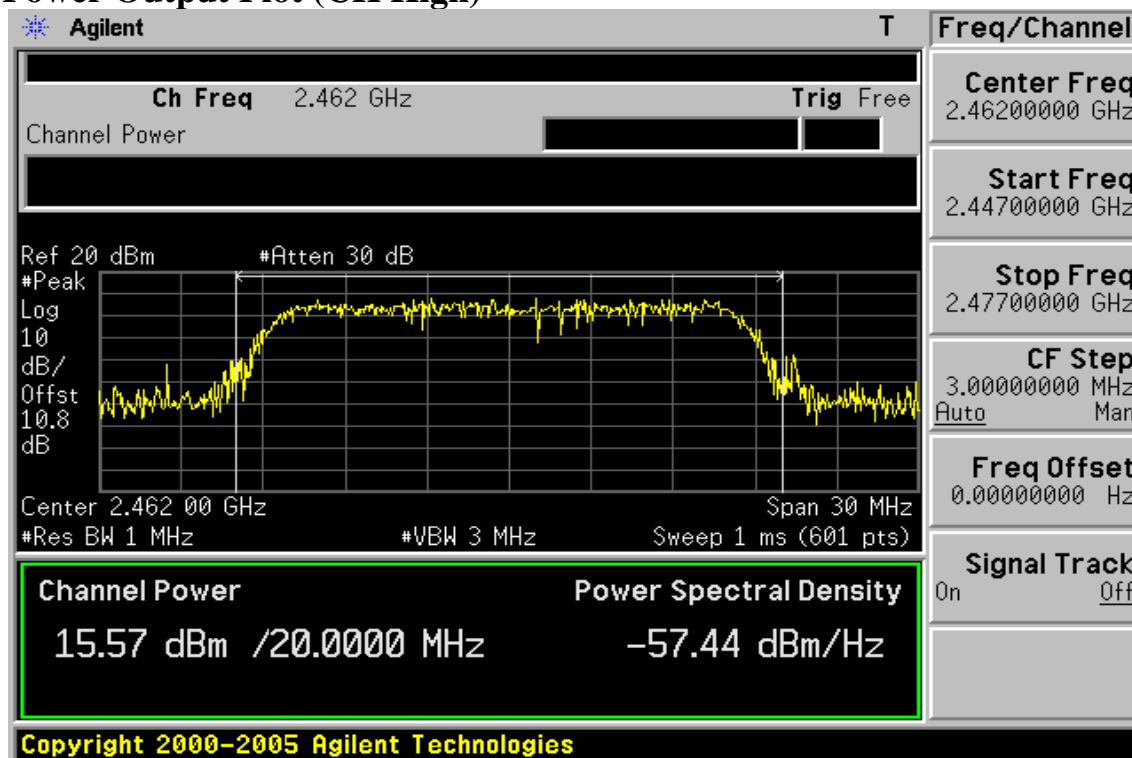 Power Output Plot (CH High)
Agilent T
Freq/Channel
Ch Freq 2.462 GHz Trig Free
Channel Power
Center Freq
2.46200000 GHz
Start Freq
2.44700000 GHz
Stop Freq
2.47700000 GHz
CF Step
3.00000000 MHz
Auto Man
Freq Offset
0.00000000 Hz
Signal Track
On Off
Ref 20 dBm #Atten 30 dB
#Peak
Log
10
dB/
Offst
10.8
dB
Center 2.462 00 GHz Span 30 MHz
#Res BW 1 MHz #VBW 3 MHz Sweep 1 ms (601 pts)
Channel Power Power Spectral Density
15.57 dBm /20.0000 MHz -57.44 dBm/Hz
Copyright 2000-2005 Agilent Technologies